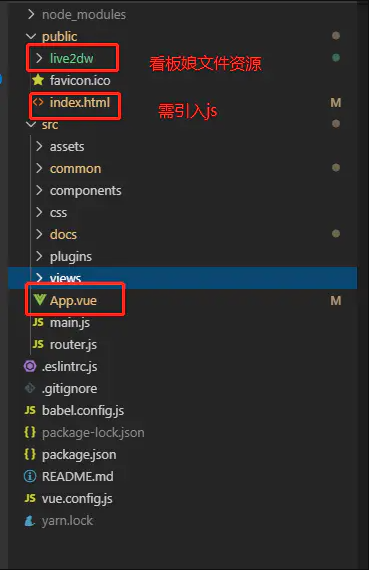 node_modules
public
live2dw
看板娘文件资源
favicon.ico
<> index.html M
需引入js
src
assets
common
components
css
docs
plugins
views
App.vue M
JS main.js
JS router.js
.eslintrc.js
.gitignore
JS babel.config.js
{} package-lock.json
{} package.json
README.md
JS vue.config.js
yarn.lock